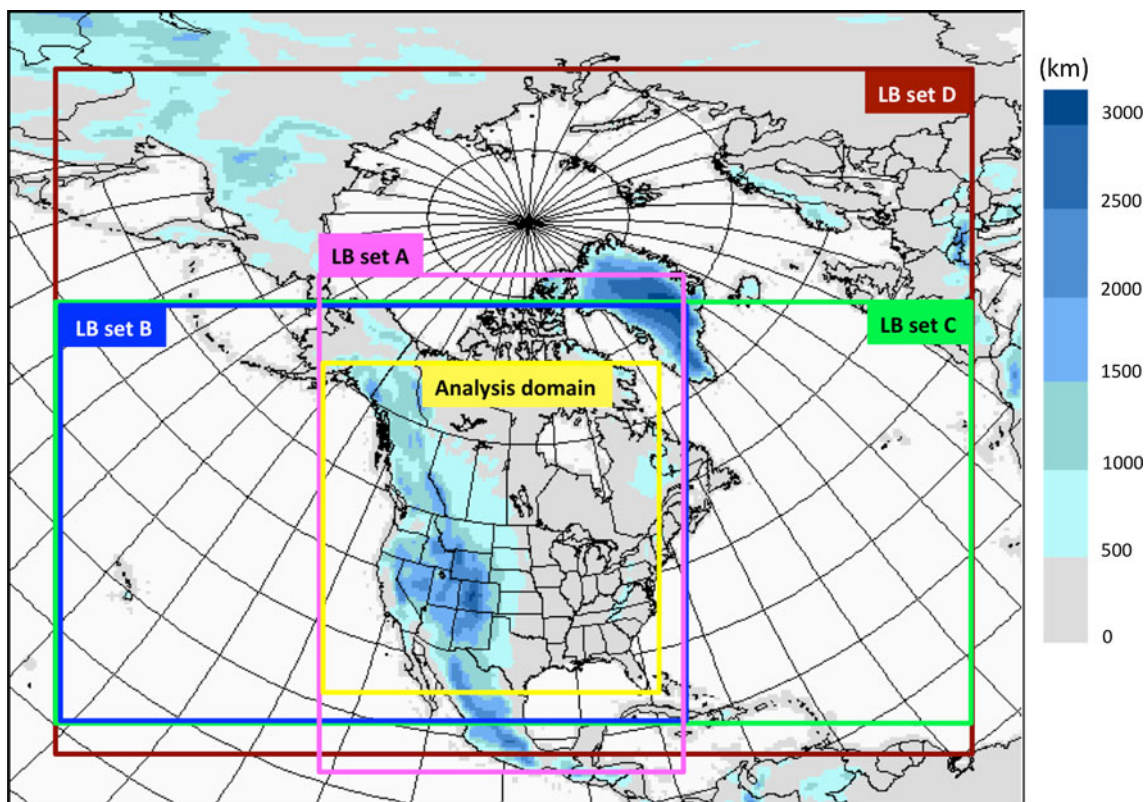 (km)
LB set D
3000
2500
LB set A
2000
LB set B
LB set C
1500
Analysis domain
1000
500
0